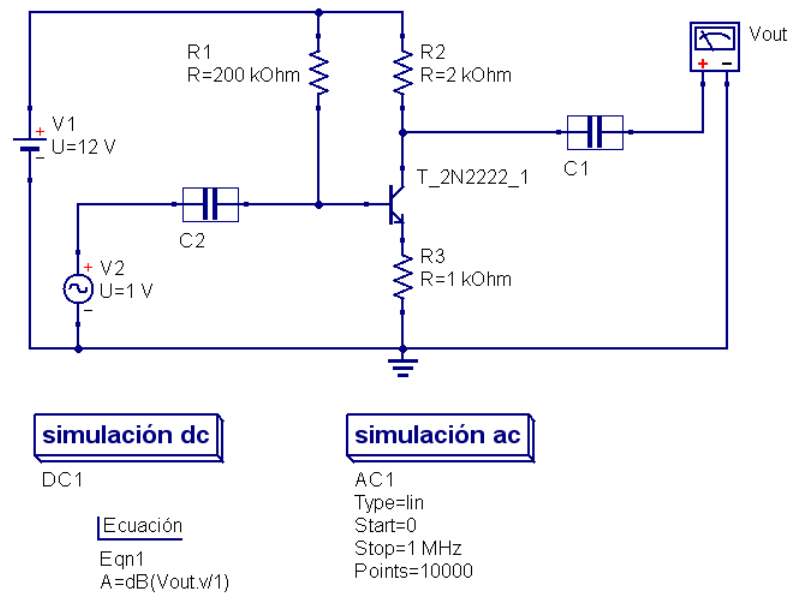 R1
R=200 kOhm
R2
R=2 kOhm
Vout
+ −
+
V1
U=12 V
−
C1
T_2N2222_1
C2
+
V2
U=1 V
−
R3
R=1 kOhm
simulación dc
DC1
simulación ac
AC1
Type=lin
Start=0
Stop=1 MHz
Points=10000
Ecuación
Eqn1
A=dB(Vout.v/1)